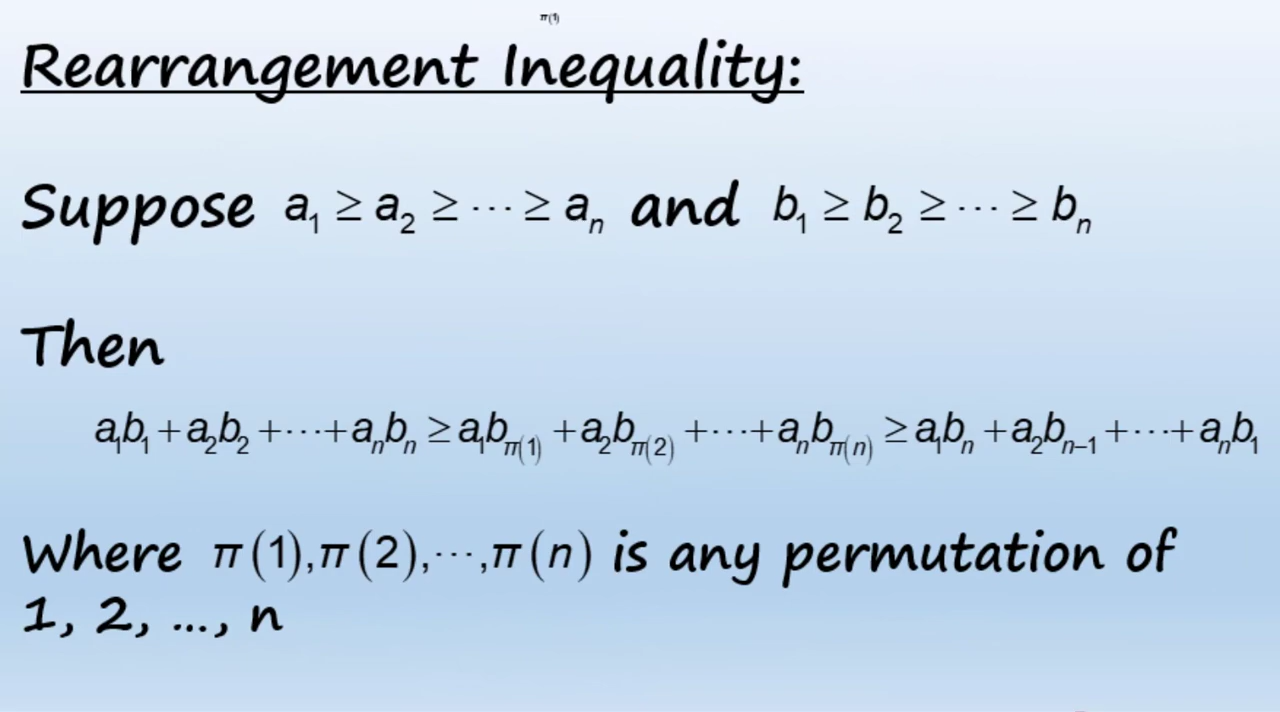 π(1)
Rearrangement Inequality:
Suppose a₁ ≥ a₂ ≥ ⋯ ≥ aₙ and b₁ ≥ b₂ ≥ ⋯ ≥ bₙ
Then
a₁b₁ + a₂b₂ + ⋯ + aₙbₙ ≥ a₁b_π(1) + a₂b_π(2) + ⋯ + aₙb_π(n) ≥ a₁bₙ + a₂bₙ₋₁ + ⋯ + aₙb₁
Where π(1),π(2),⋯,π(n) is any permutation of
1, 2, ..., n